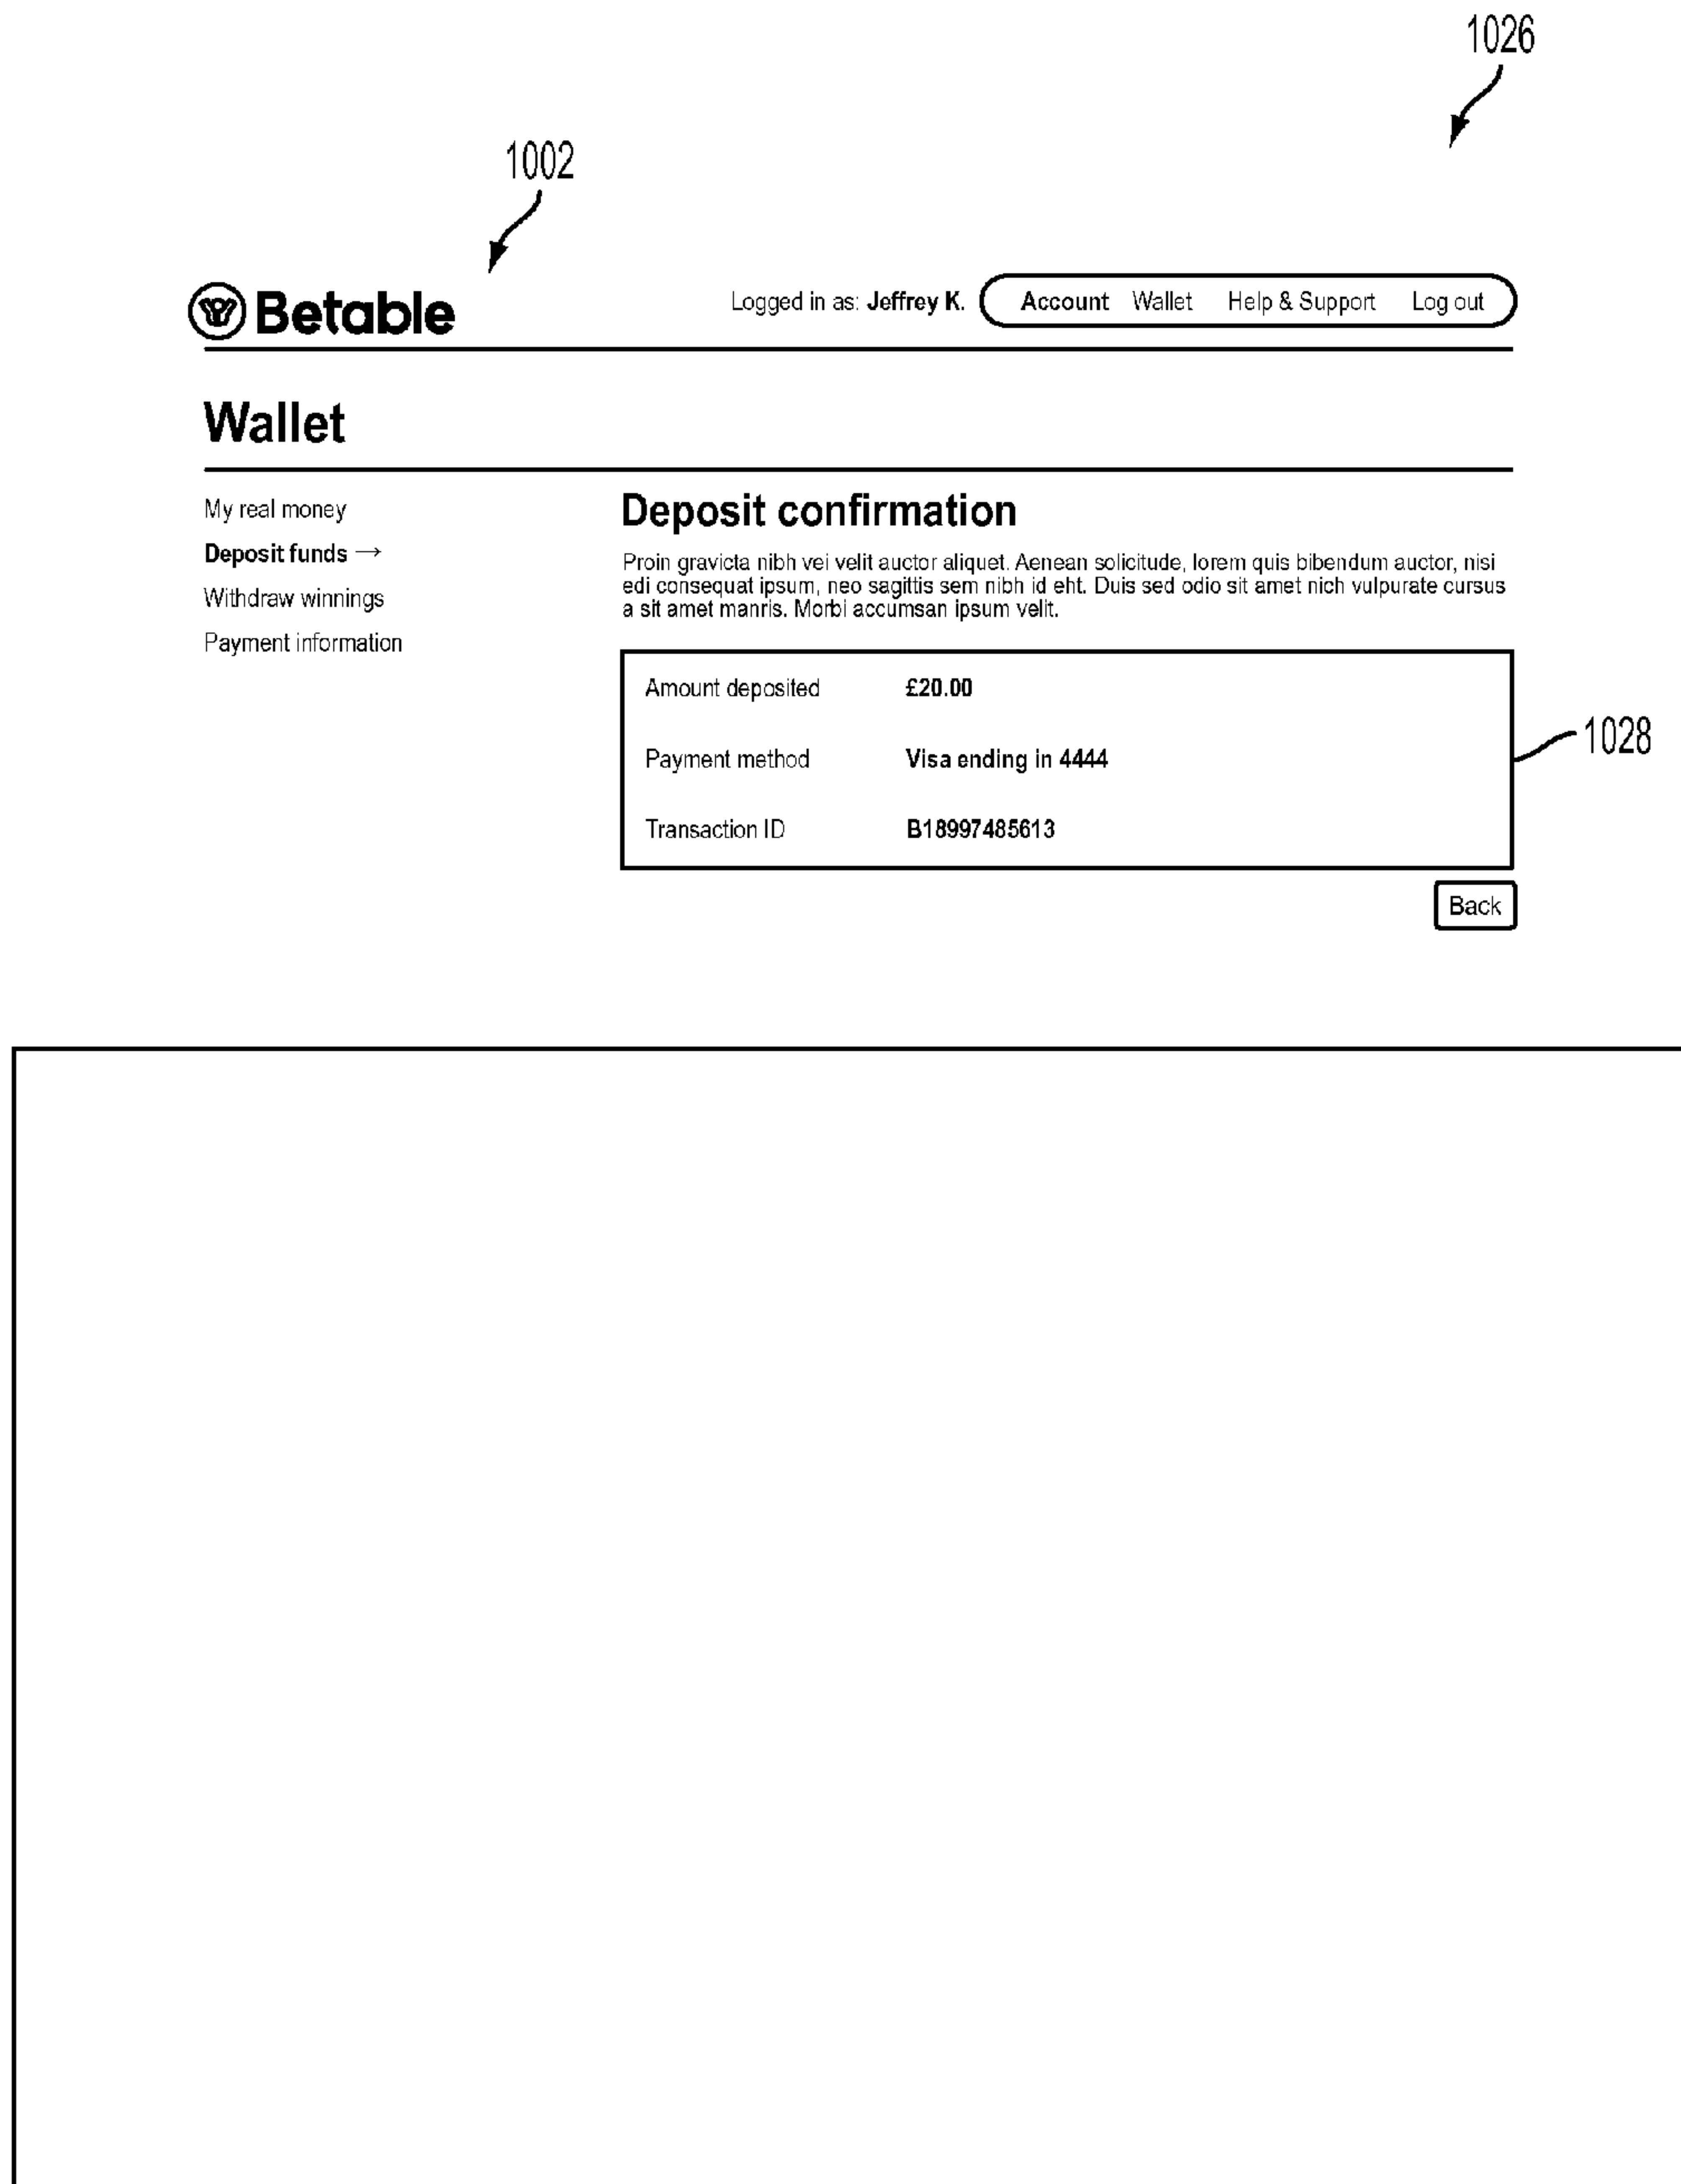 1026
1002
Betable
Logged in as: Jeffrey K. Account Wallet Help & Support Log out
Wallet
My real money
Deposit funds →
Withdraw winnings
Payment information
Deposit confirmation
Proin gravicta nibh vei velit auctor aliquet. Aenean solicitude, lorem quis bibendum auctor, nisi
edi consequat ipsum, neo sagittis sem nibh id eht. Duis sed odio sit amet nich vulpurate cursus
a sit amet manris. Morbi accumsan ipsum velit.
Amount deposited £20.00
Payment method Visa ending in 4444
Transaction ID B18997485613
1028
Back